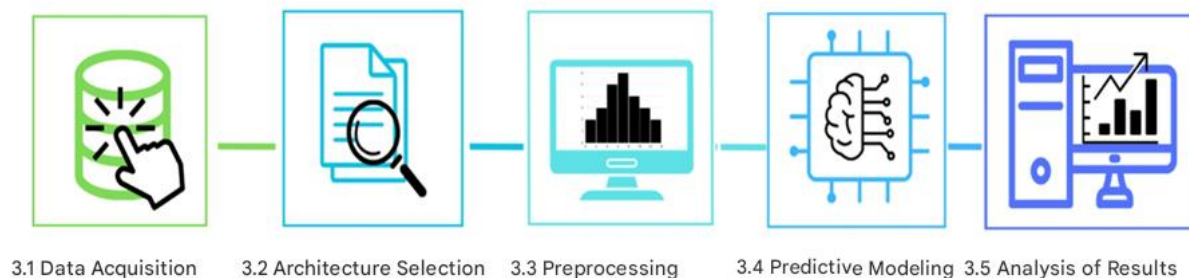 3.1 Data Acquisition
3.2 Architecture Selection
3.3 Preprocessing
3.4 Predictive Modeling
3.5 Analysis of Results